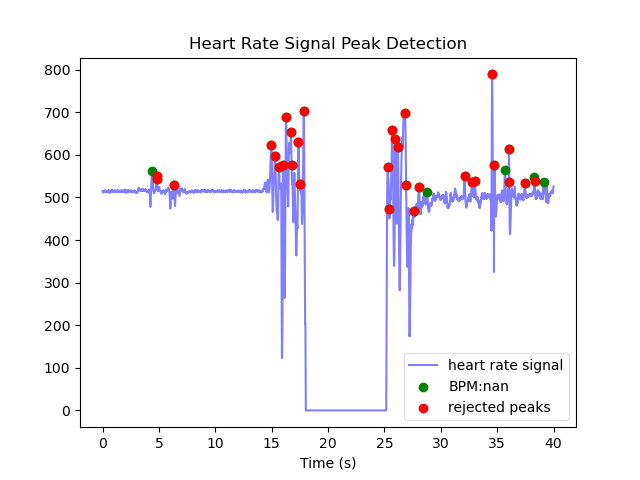 Heart Rate Signal Peak Detection
800
700
600
500
400
300
200
100
0
heart rate signal
BPM:nan
rejected peaks
0 5 10 15 20 25 30 35 40
Time (s)